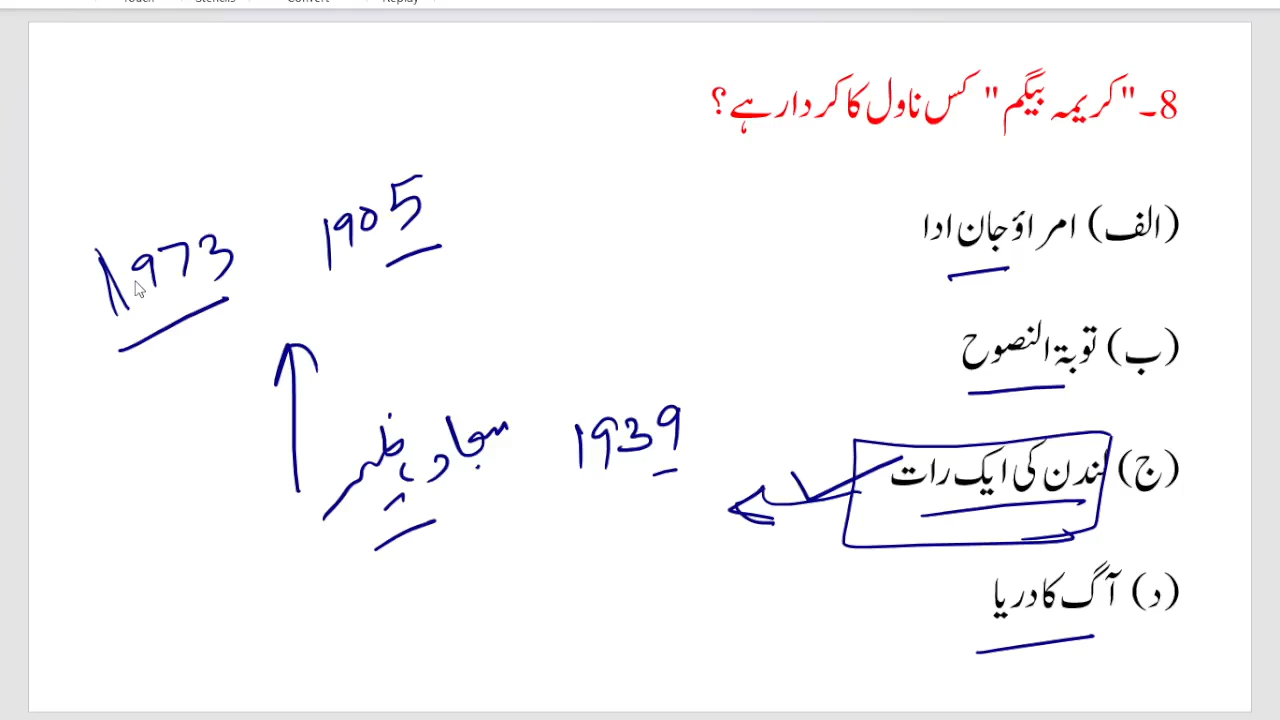 8۔"کریمہ بیگم" کس ناول کا کردار ہے؟
(الف) امراؤ جان ادا
1905
1973
(ب) توبۃ النصوح
(ج) لندن کی ایک رات
1939
سجاد ظہیر
(د) آگ کا دریا